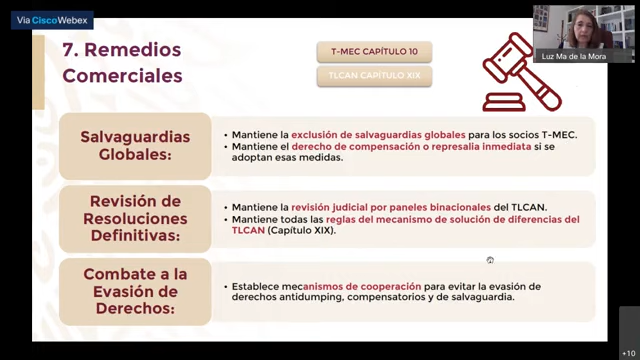 Vía Cisco Webex
7. Remedios
Comerciales
T-MEC CAPÍTULO 10
TLCAN CAPÍTULO XIX
Luz Ma de la Mora
Salvaguardias
Globales:
• Mantiene la exclusión de salvaguardias globales para los socios T-MEC.
• Mantiene el derecho de compensación o represalia inmediata si se
adoptan esas medidas.
Revisión de
Resoluciones
Definitivas:
• Mantiene la revisión judicial por paneles binacionales del TLCAN.
• Mantiene todas las reglas del mecanismo de solución de diferencias del
TLCAN (Capítulo XIX).
Combate a la
Evasión de
Derechos:
• Establece mecanismos de cooperación para evitar la evasión de
derechos antidumping, compensatorios y de salvaguardia.
+10